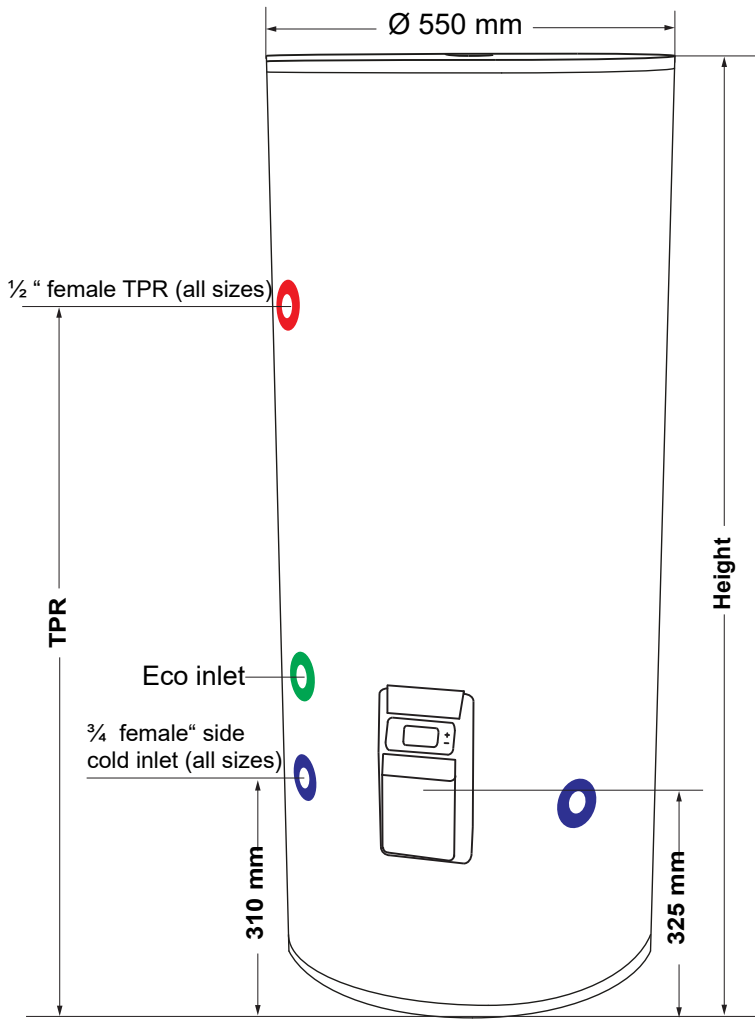 Ø 550 mm
½ “ female TPR (all sizes)
Height
TPR
Eco inlet
¾ female“ side
cold inlet (all sizes)
+
−
310 mm
325 mm